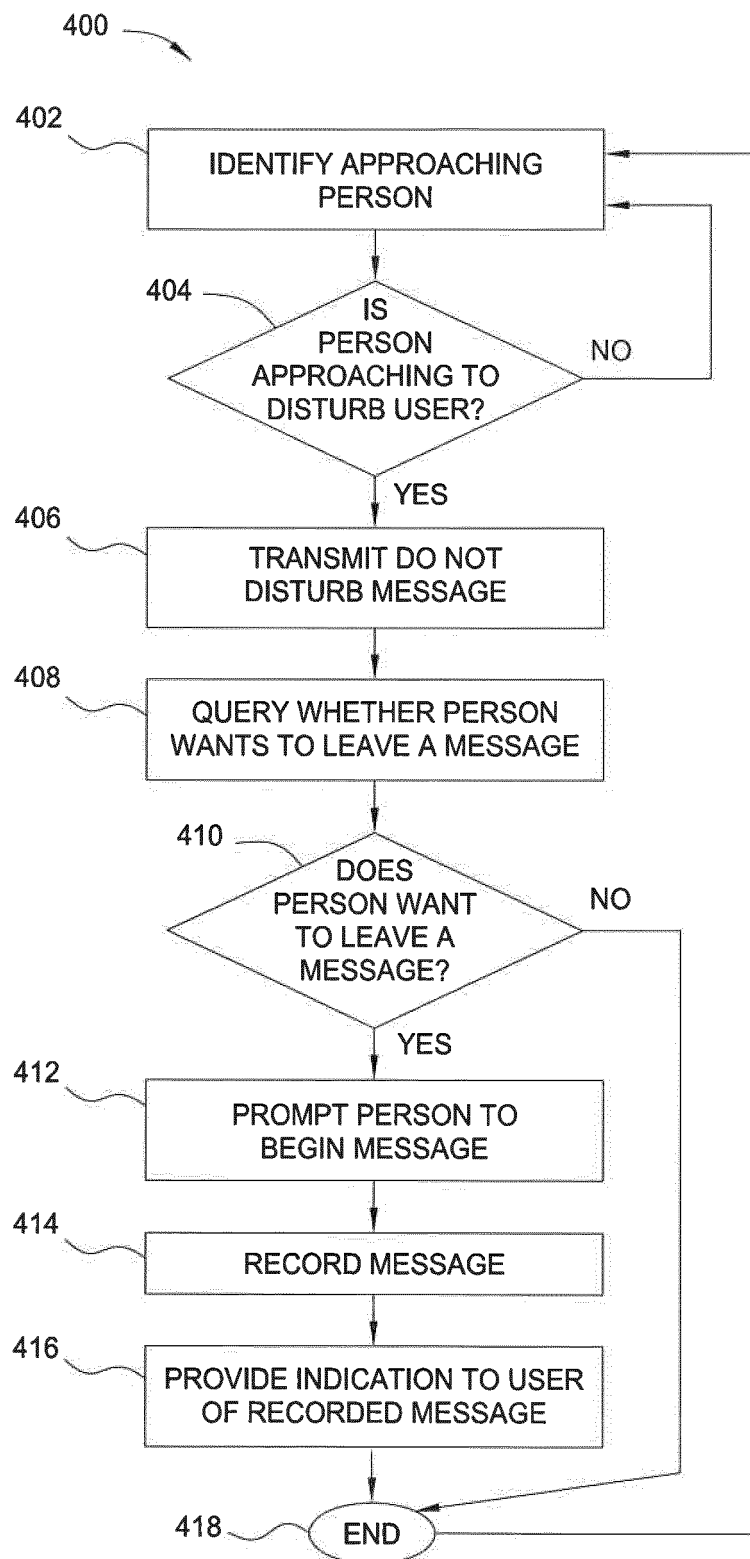 400
402
IDENTIFY APPROACHING
PERSON
404
IS
PERSON
APPROACHING TO
DISTURB USER?
NO
YES
406
TRANSMIT DO NOT
DISTURB MESSAGE
408
QUERY WHETHER PERSON
WANTS TO LEAVE A MESSAGE
410
DOES
PERSON WANT
TO LEAVE A
MESSAGE?
NO
YES
412
PROMPT PERSON TO
BEGIN MESSAGE
414
RECORD MESSAGE
416
PROVIDE INDICATION TO USER
OF RECORDED MESSAGE
418
END